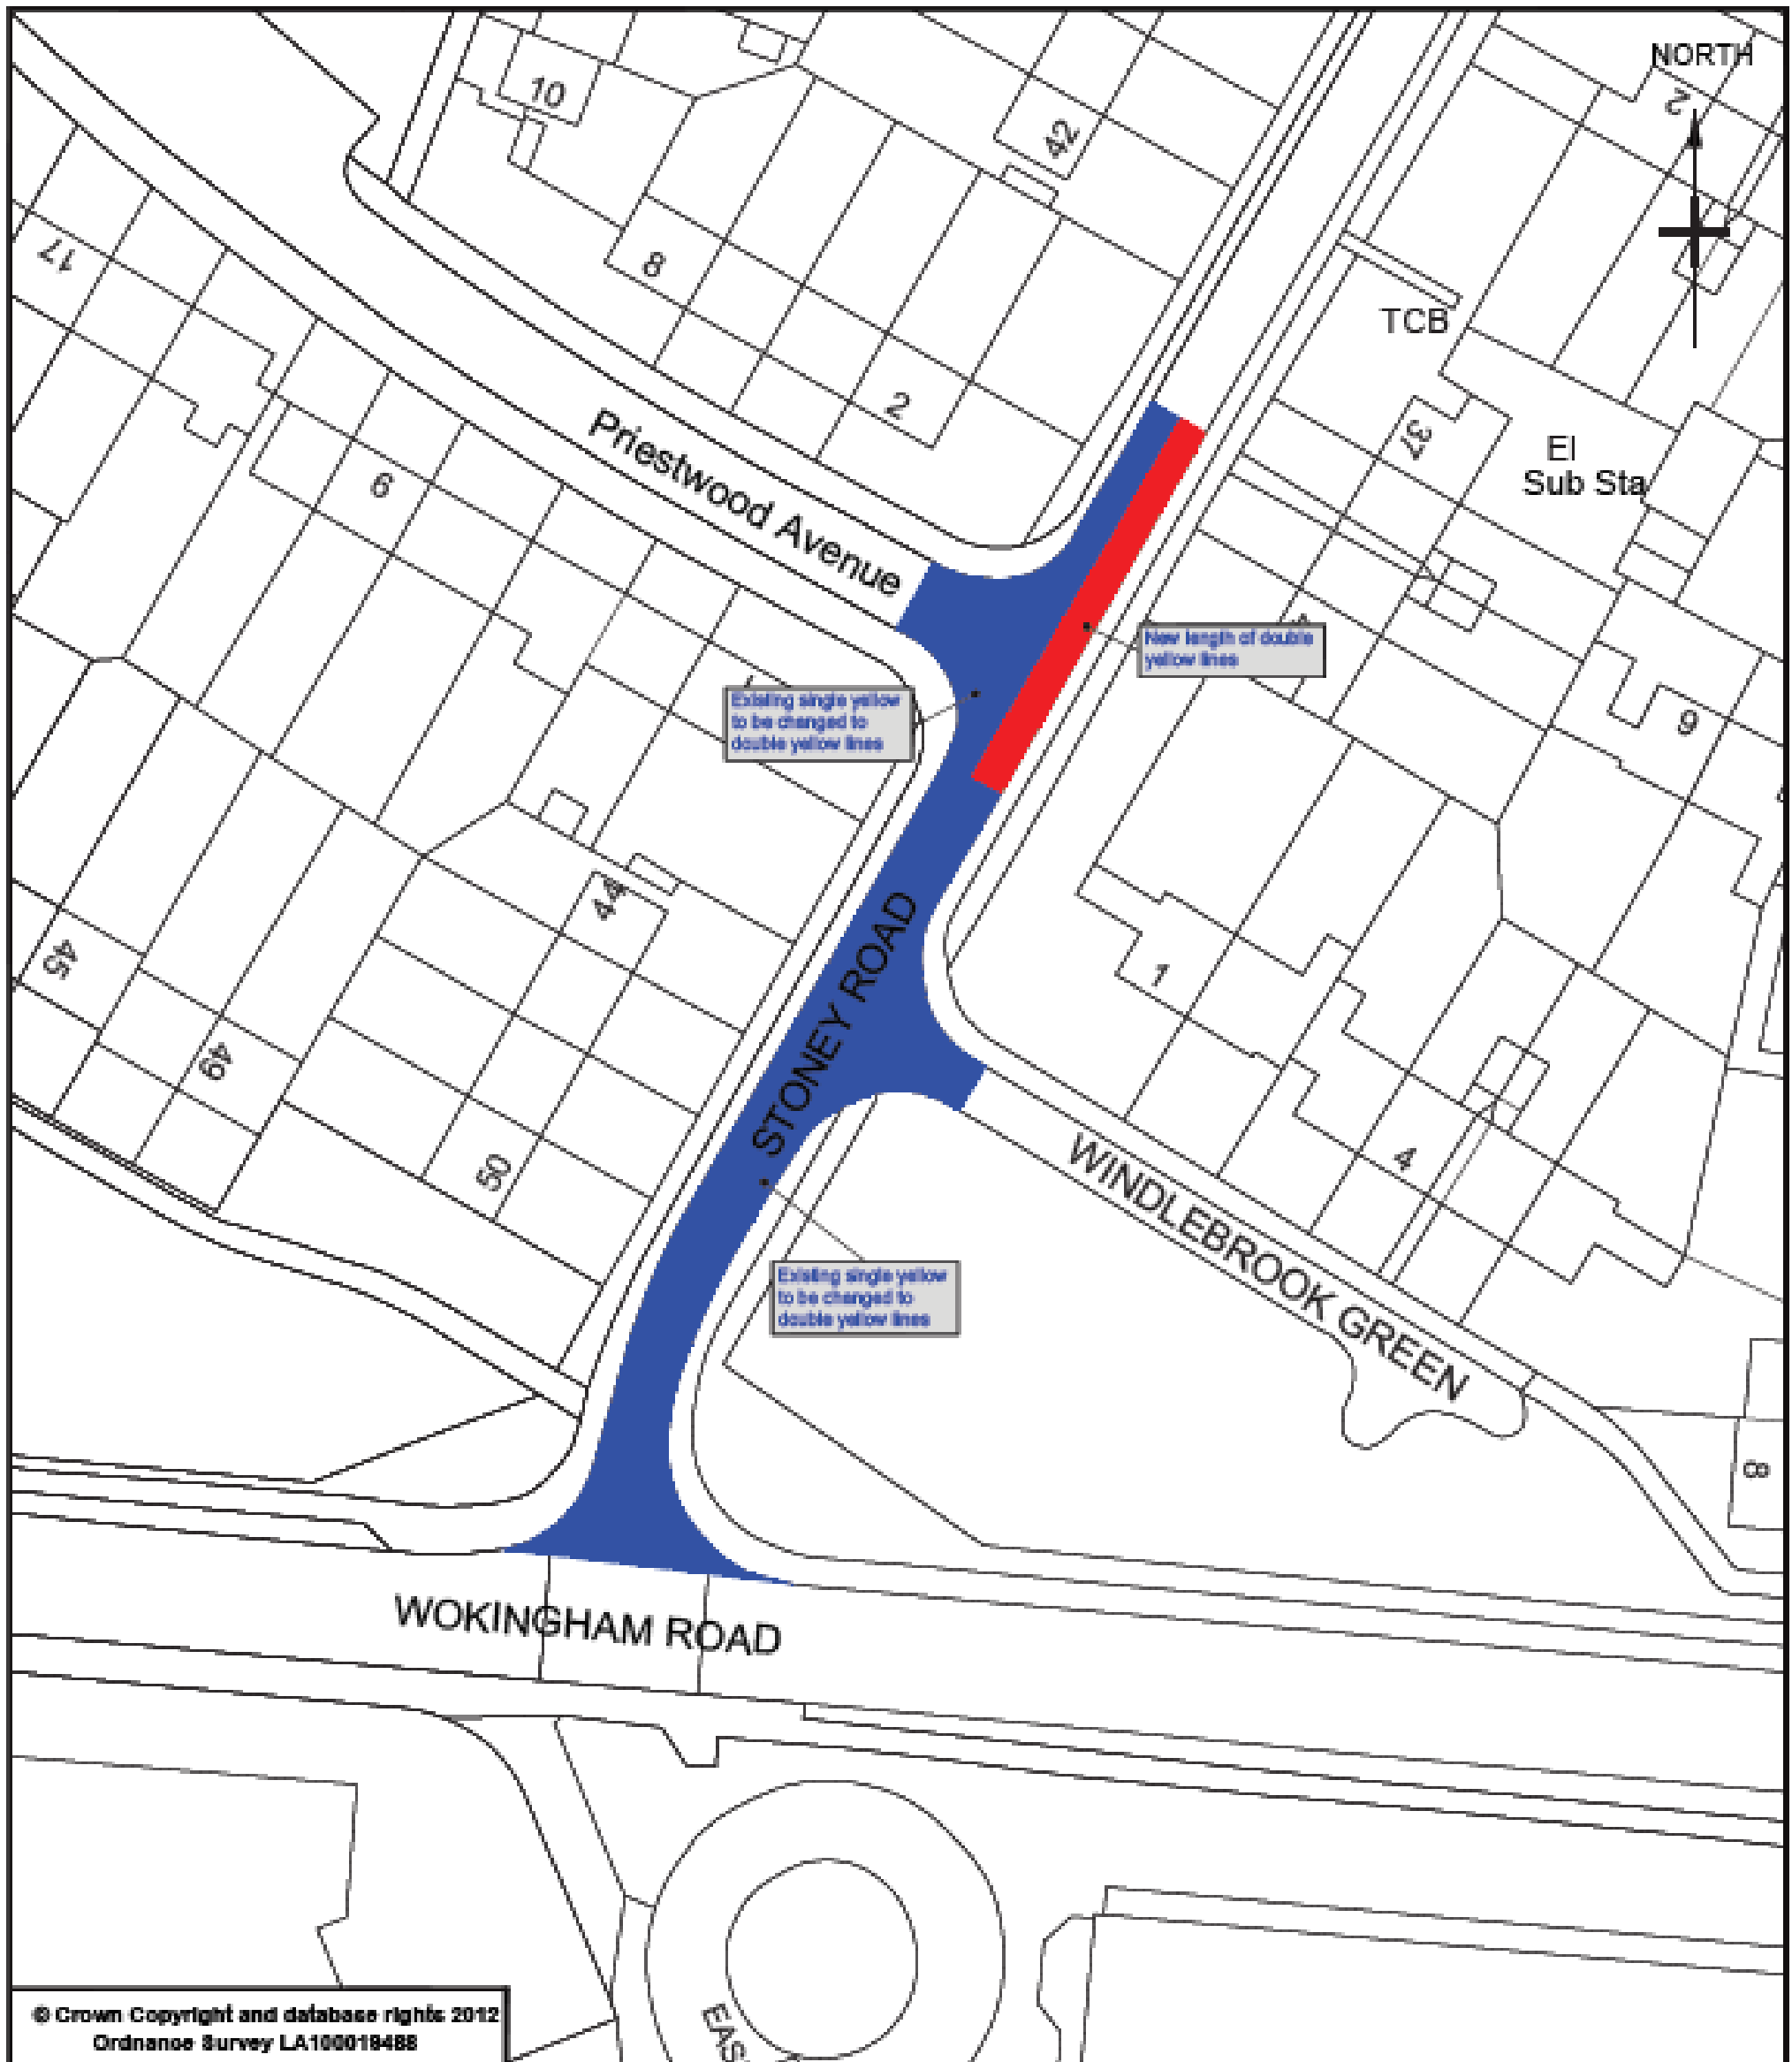 NORTH
10
42
2
17
8
TCB
2
37
El
Sub Sta
Priestwood Avenue
9
New length of double
yellow lines
Existing single yellow
to be changed to
double yellow lines
9
44
STONEY ROAD
45
1
49
50
4
WINDLEBROOK GREEN
Existing single yellow
to be changed to
double yellow lines
8
WOKINGHAM ROAD
© Crown Copyright and database rights 2012
Ordnance Survey LA100019488
EAS